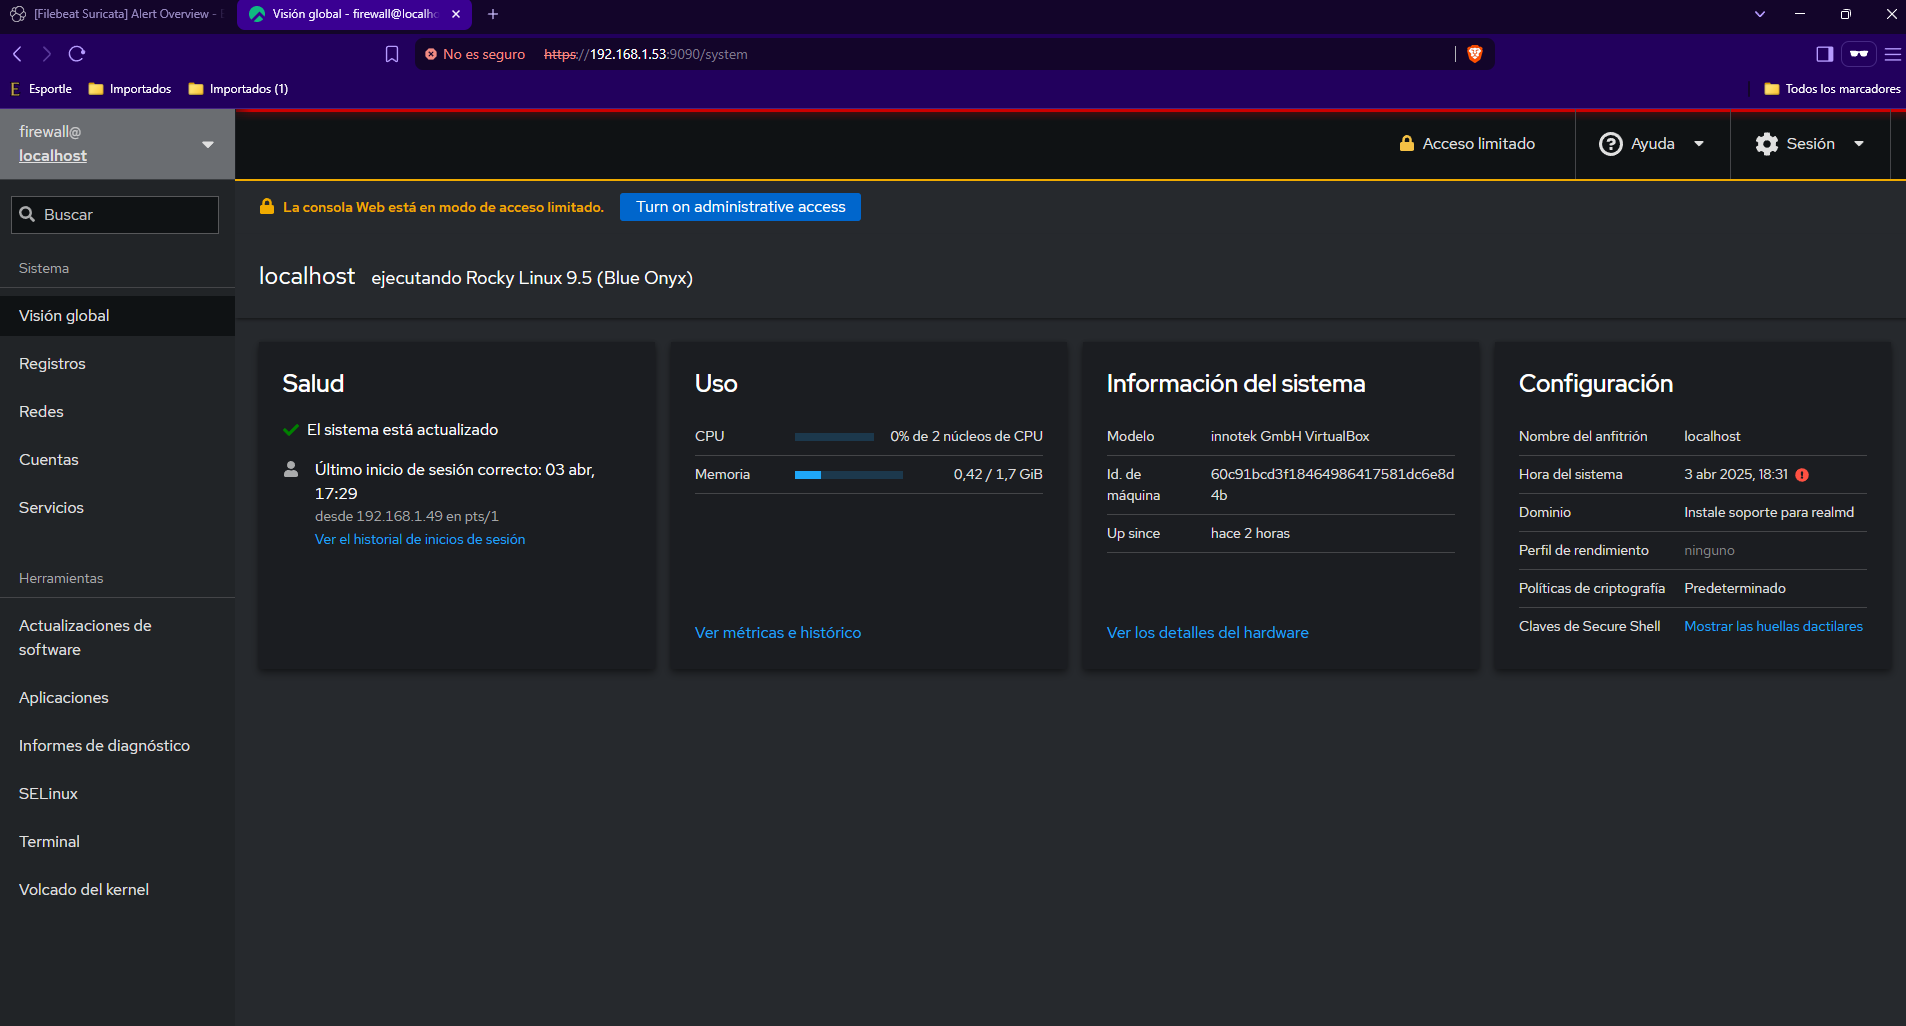 [Filebeat Suricata] Alert Overview -
Visión global - firewall@localh
No es seguro https://192.168.1.53:9090/system
Esportle Importados Importados (1) Todos los marcadores
firewall@
localhost
Acceso limitado
Ayuda
Sesión
Buscar
La consola Web está en modo de acceso limitado. Turn on administrative access
localhost ejecutando Rocky Linux 9.5 (Blue Onyx)
Sistema
Visión global
Registros
Redes
Cuentas
Servicios
Herramientas
Actualizaciones de
software
Aplicaciones
Informes de diagnóstico
SELinux
Terminal
Volcado del kernel
Salud
El sistema está actualizado
Último inicio de sesión correcto: 03 abr,
17:29
desde 192.168.1.49 en pts/1
Ver el historial de inicios de sesión
Uso
CPU 0% de 2 núcleos de CPU
Memoria 0,42 / 1,7 GiB
Ver métricas e histórico
Información del sistema
Modelo innotek GmbH VirtualBox
Id. de
máquina
60c91bcd3f18464986417581dc6e8d
4b
Up since hace 2 horas
Ver los detalles del hardware
Configuración
Nombre del anfitrión localhost
Hora del sistema 3 abr 2025, 18:31
Dominio Instale soporte para realmd
Perfil de rendimiento ninguno
Políticas de criptografía Predeterminado
Claves de Secure Shell Mostrar las huellas dactilares